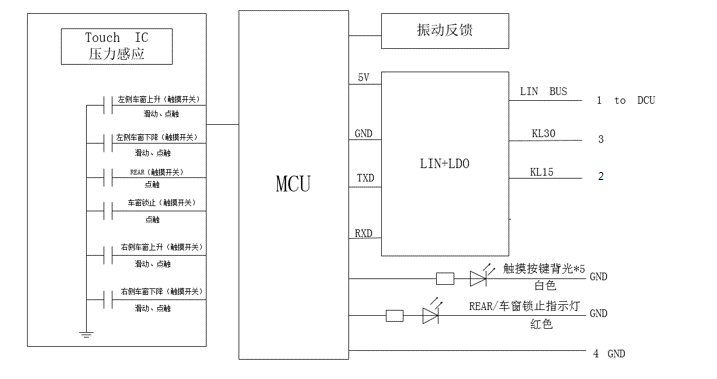 Touch IC
压力感应
左侧车窗上升（触摸开关）
滑动、点触
左侧车窗下降（触摸开关）
滑动、点触
REAR（触摸开关）
点触
车窗锁止（触摸开关）
点触
右侧车窗上升（触摸开关）
滑动、点触
右侧车窗下降（触摸开关）
滑动、点触
MCU
振动反馈
5V
GND
TXD
RXD
LIN+LDO
LIN BUS
1 to DCU
KL30
3
KL15
2
触摸按键背光*5
白色
GND
REAR/车窗锁止指示灯
红色
GND
4 GND